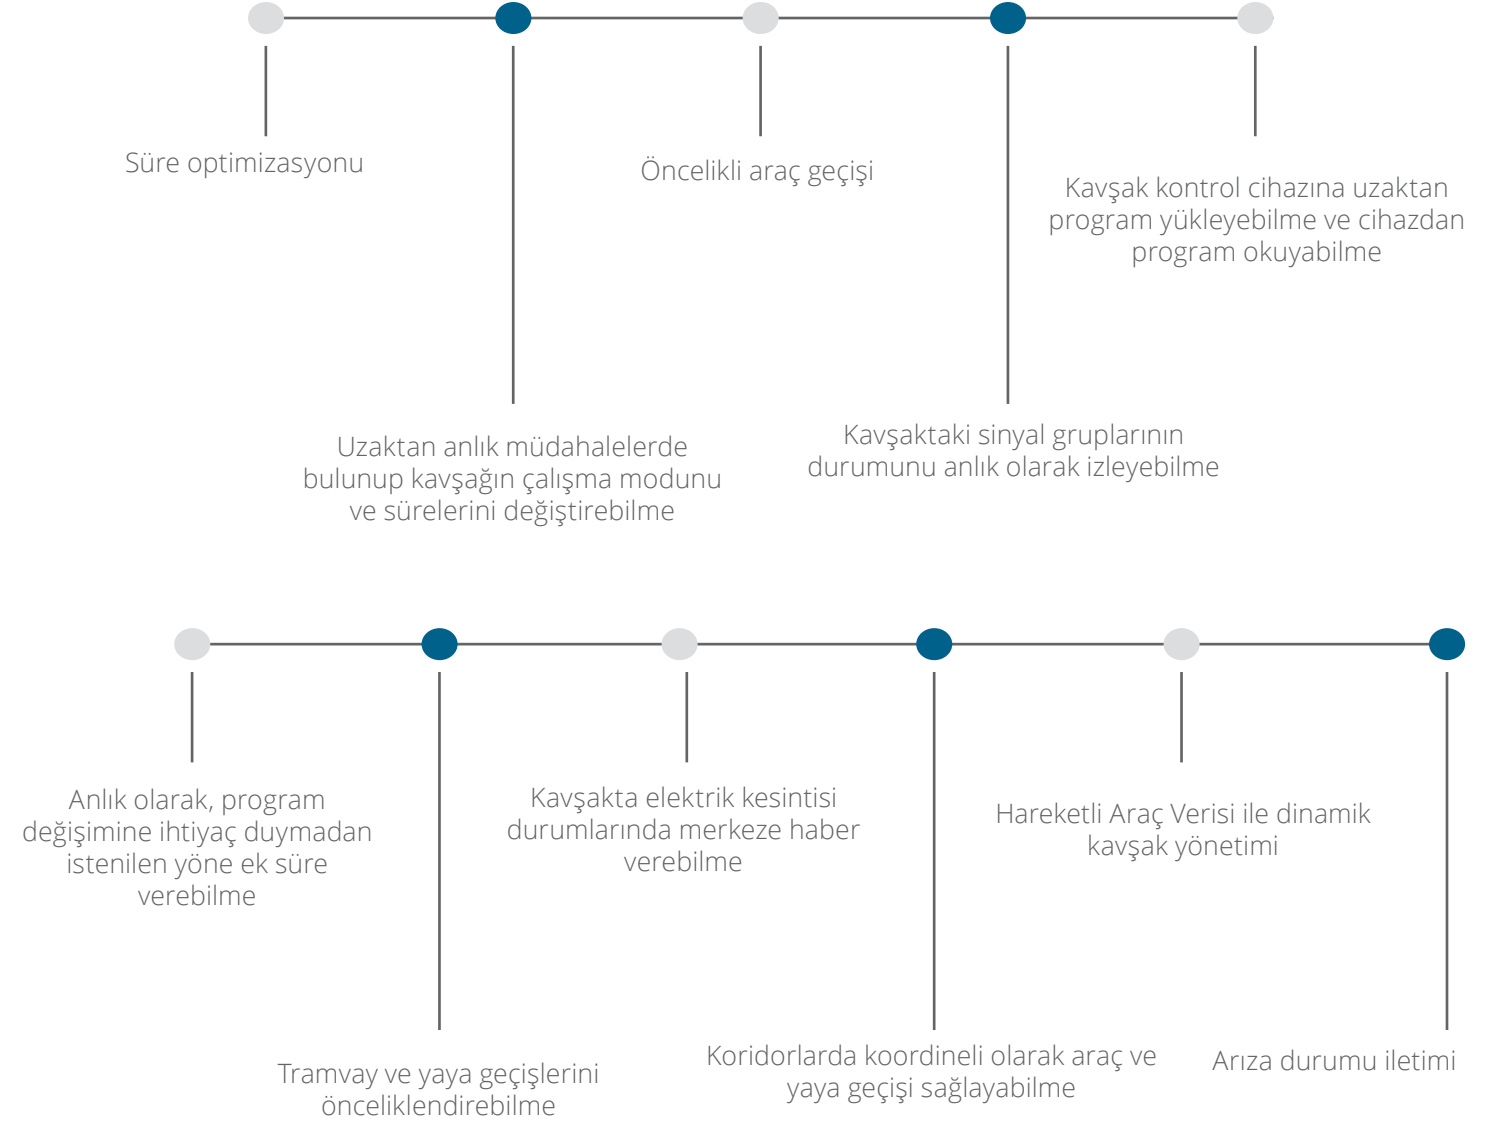 Süre optimizasyonu
Öncelikli araç geçişi
Kavşak kontrol cihazına uzaktan
program yükleyebilme ve cihazdan
program okuyabilme
Uzaktan anlık müdahalelerde
bulunup kavşağın çalışma modunu
ve sürelerini değiştirebilme
Kavşaktaki sinyal gruplarının
durumunu anlık olarak izleyebilme
Anlık olarak, program
değişimine ihtiyaç duymadan
istenilen yöne ek süre
verebilme
Kavşakta elektrik kesintisi
durumlarında merkeze haber
verebilme
Hareketli Araç Verisi ile dinamik
kavşak yönetimi
Tramvay ve yaya geçişlerini
önceliklendirebilme
Koridorlarda koordineli olarak araç ve
yaya geçişi sağlayabilme
Arıza durumu iletimi